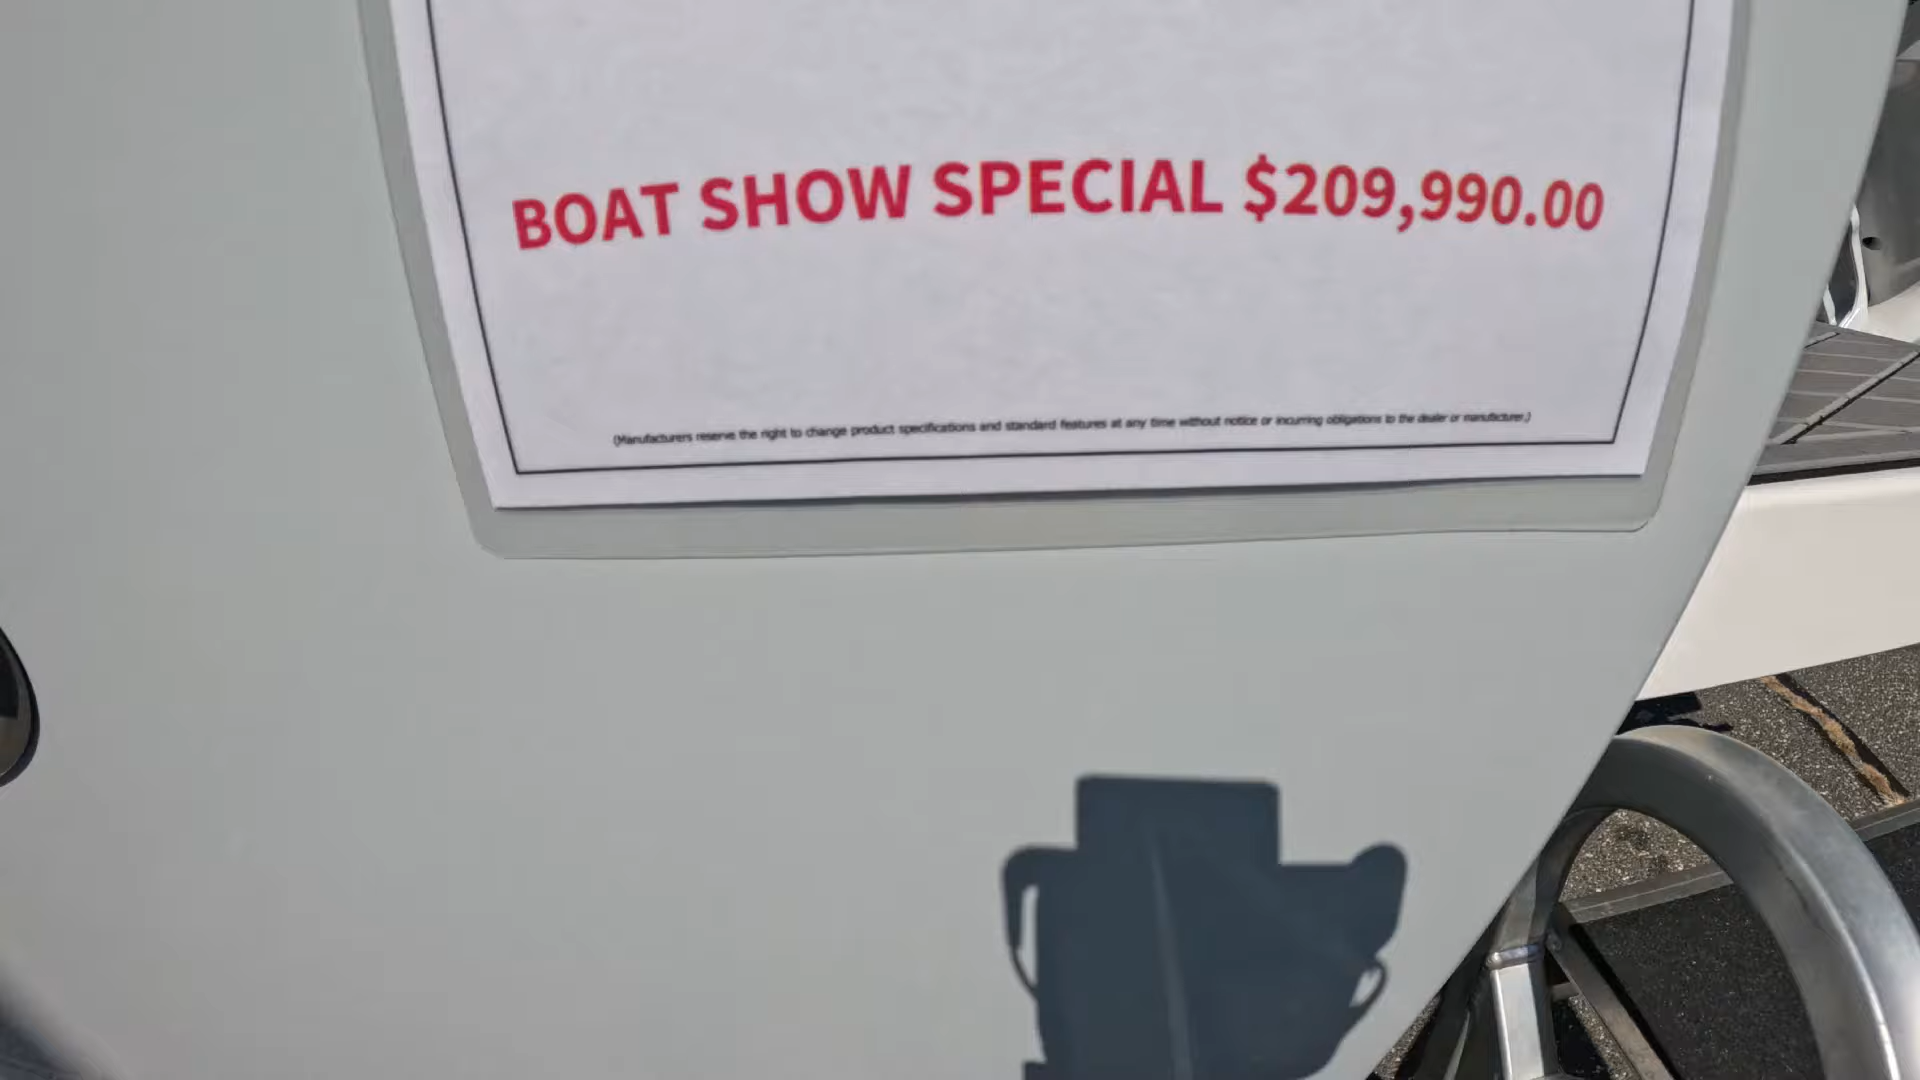 BOAT SHOW SPECIAL $209,990.00
(Manufacturers reserve the right to change product specifications and standard features at any time without notice or incurring obligations to the dealer or manufacturer.)